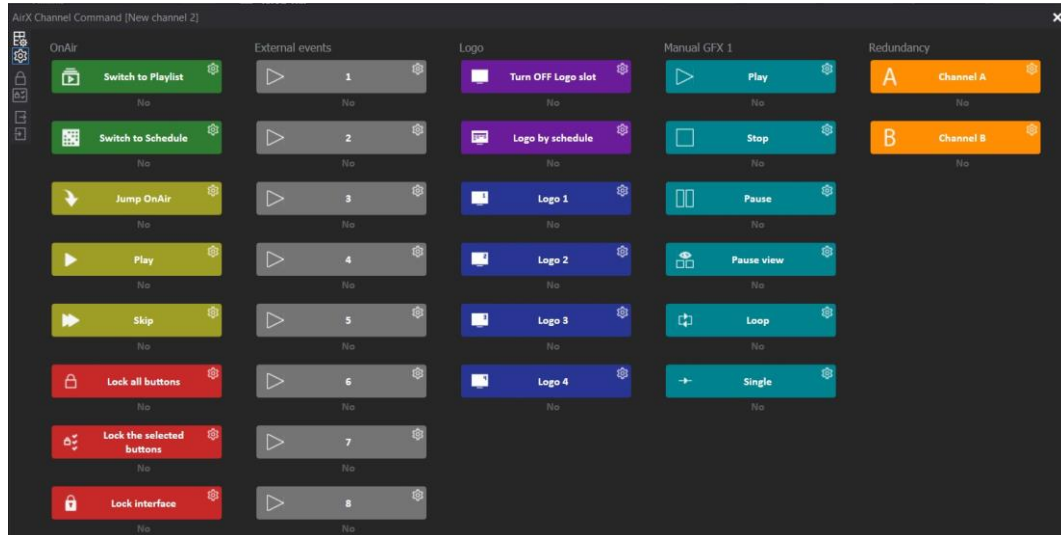 AirX Channel Command [New channel 2]
OnAir
Switch to Playlist
No
Switch to Schedule
No
Jump OnAir
No
Play
No
Skip
No
Lock all buttons
No
Lock the selected
buttons
No
Lock interface
No
External events
1
No
2
No
3
No
4
No
5
No
6
No
7
No
8
No
Logo
Turn OFF Logo slot
No
Logo by schedule
No
Logo 1
No
Logo 2
No
Logo 3
No
Logo 4
No
Manual GFX 1
Play
No
Stop
No
Pause
No
Pause view
No
Loop
No
Single
No
Redundancy
A Channel A
No
B Channel B
No